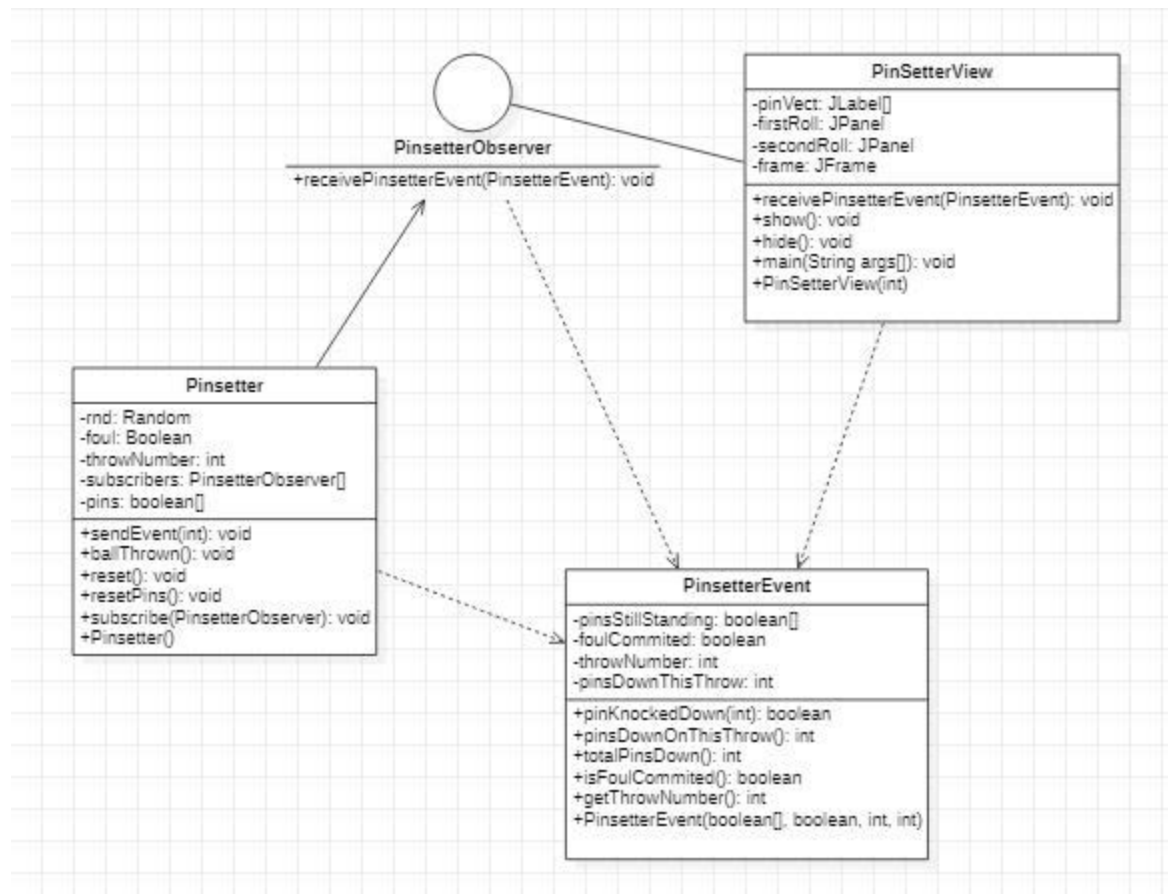 PinsetterObserver
+receivePinsetterEvent(PinsetterEvent): void
PinSetterView
-pinVect: JLabel[]
-firstRoll: JPanel
-secondRoll: JPanel
-frame: JFrame
+receivePinsetterEvent(PinsetterEvent): void
+show(): void
+hide(): void
+main(String args[]): void
+PinSetterView(int)
Pinsetter
-rnd: Random
-foul: Boolean
-throwNumber: int
-subscribers: PinsetterObserver[]
-pins: boolean[]
+sendEvent(int): void
+ballThrown(): void
+reset(): void
+resetPins(): void
+subscribe(PinsetterObserver): void
+Pinsetter()
PinsetterEvent
-pinsStillStanding: boolean[]
-foulCommited: boolean
-throwNumber: int
-pinsDownThisThrow: int
+pinKnockedDown(int): boolean
+pinsDownOnThisThrow(): int
+totalPinsDown(): int
+isFoulCommited(): boolean
+getThrowNumber(): int
+PinsetterEvent(boolean[], boolean, int, int)